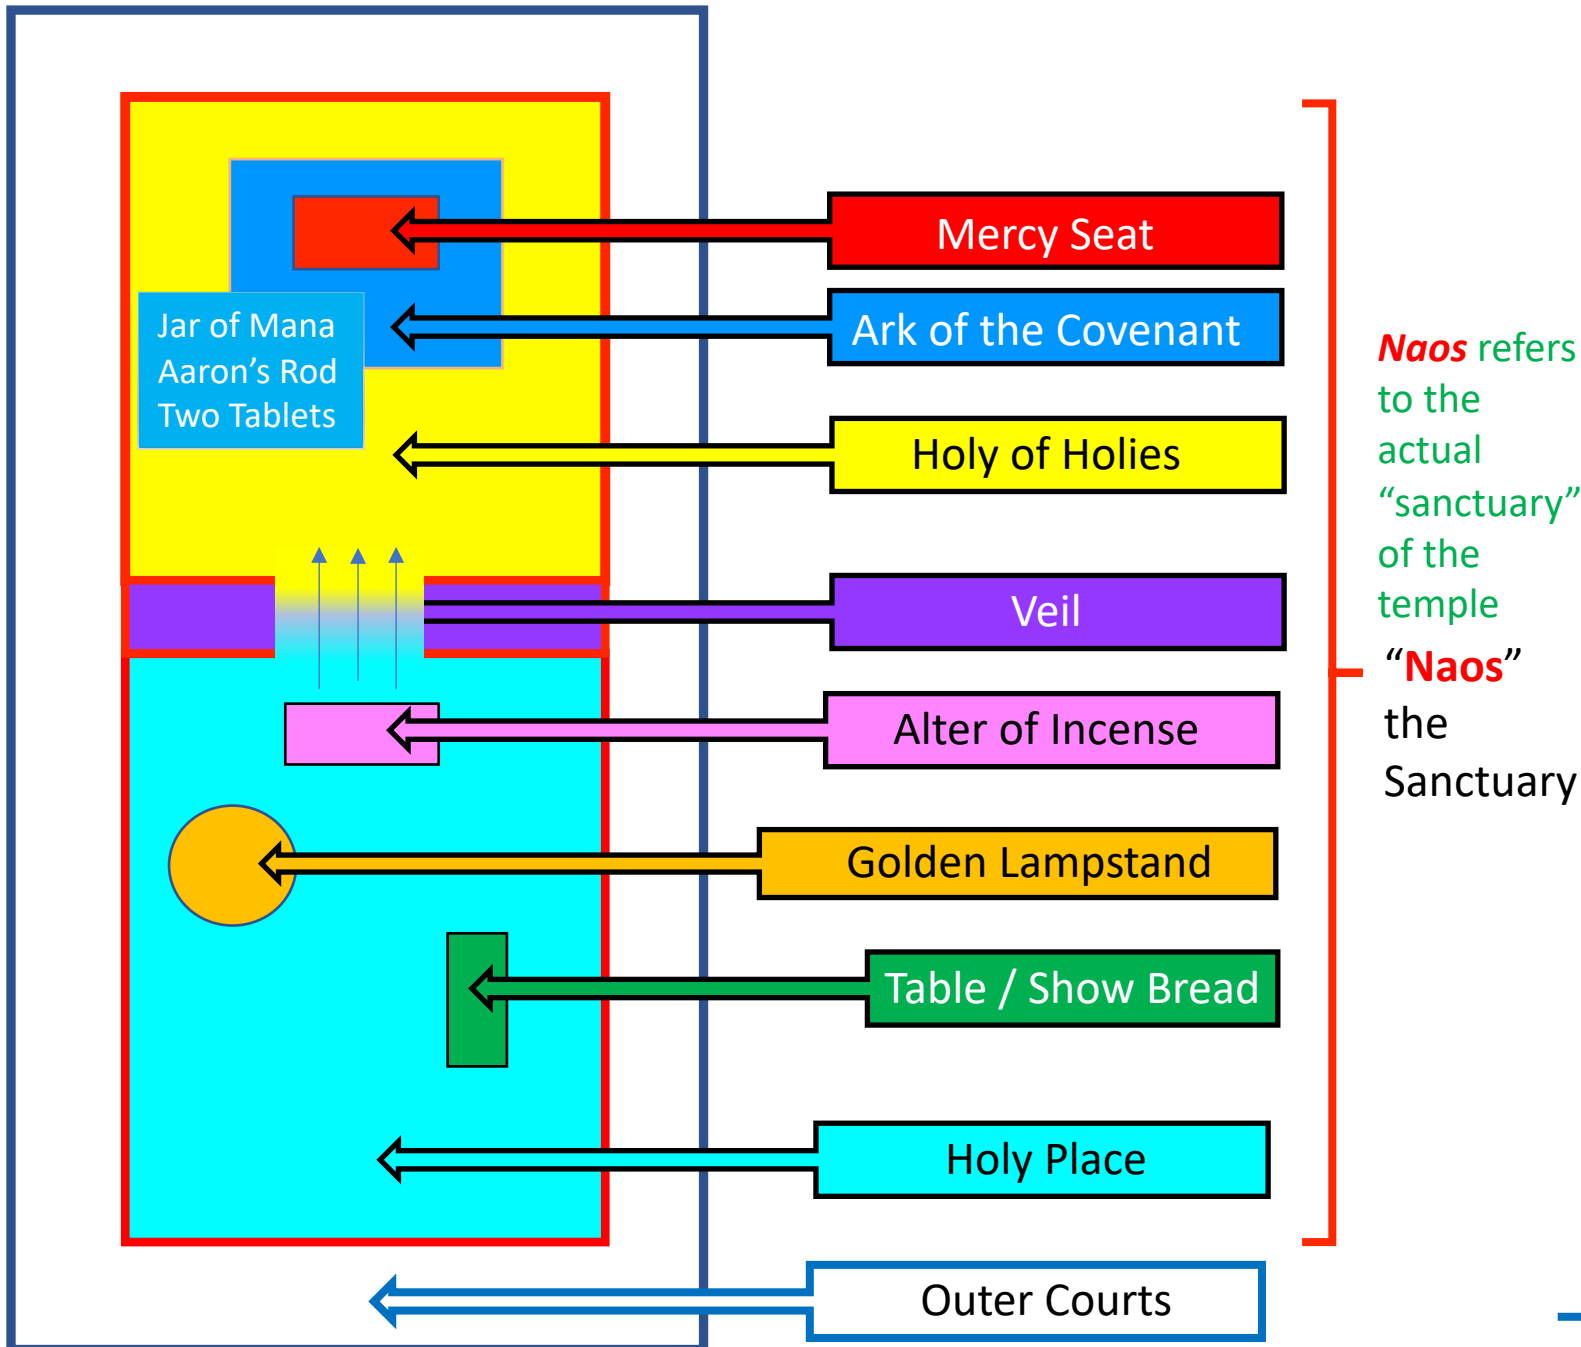 Mercy Seat
Jar of Mana
Aaron’s Rod
Two Tablets
Ark of the Covenant
Holy of Holies
Veil
Alter of Incense
Golden Lampstand
Table / Show Bread
Holy Place
Outer Courts
Naos refers
to the
actual
“sanctuary”
of the
temple
“Naos”
the
Sanctuary